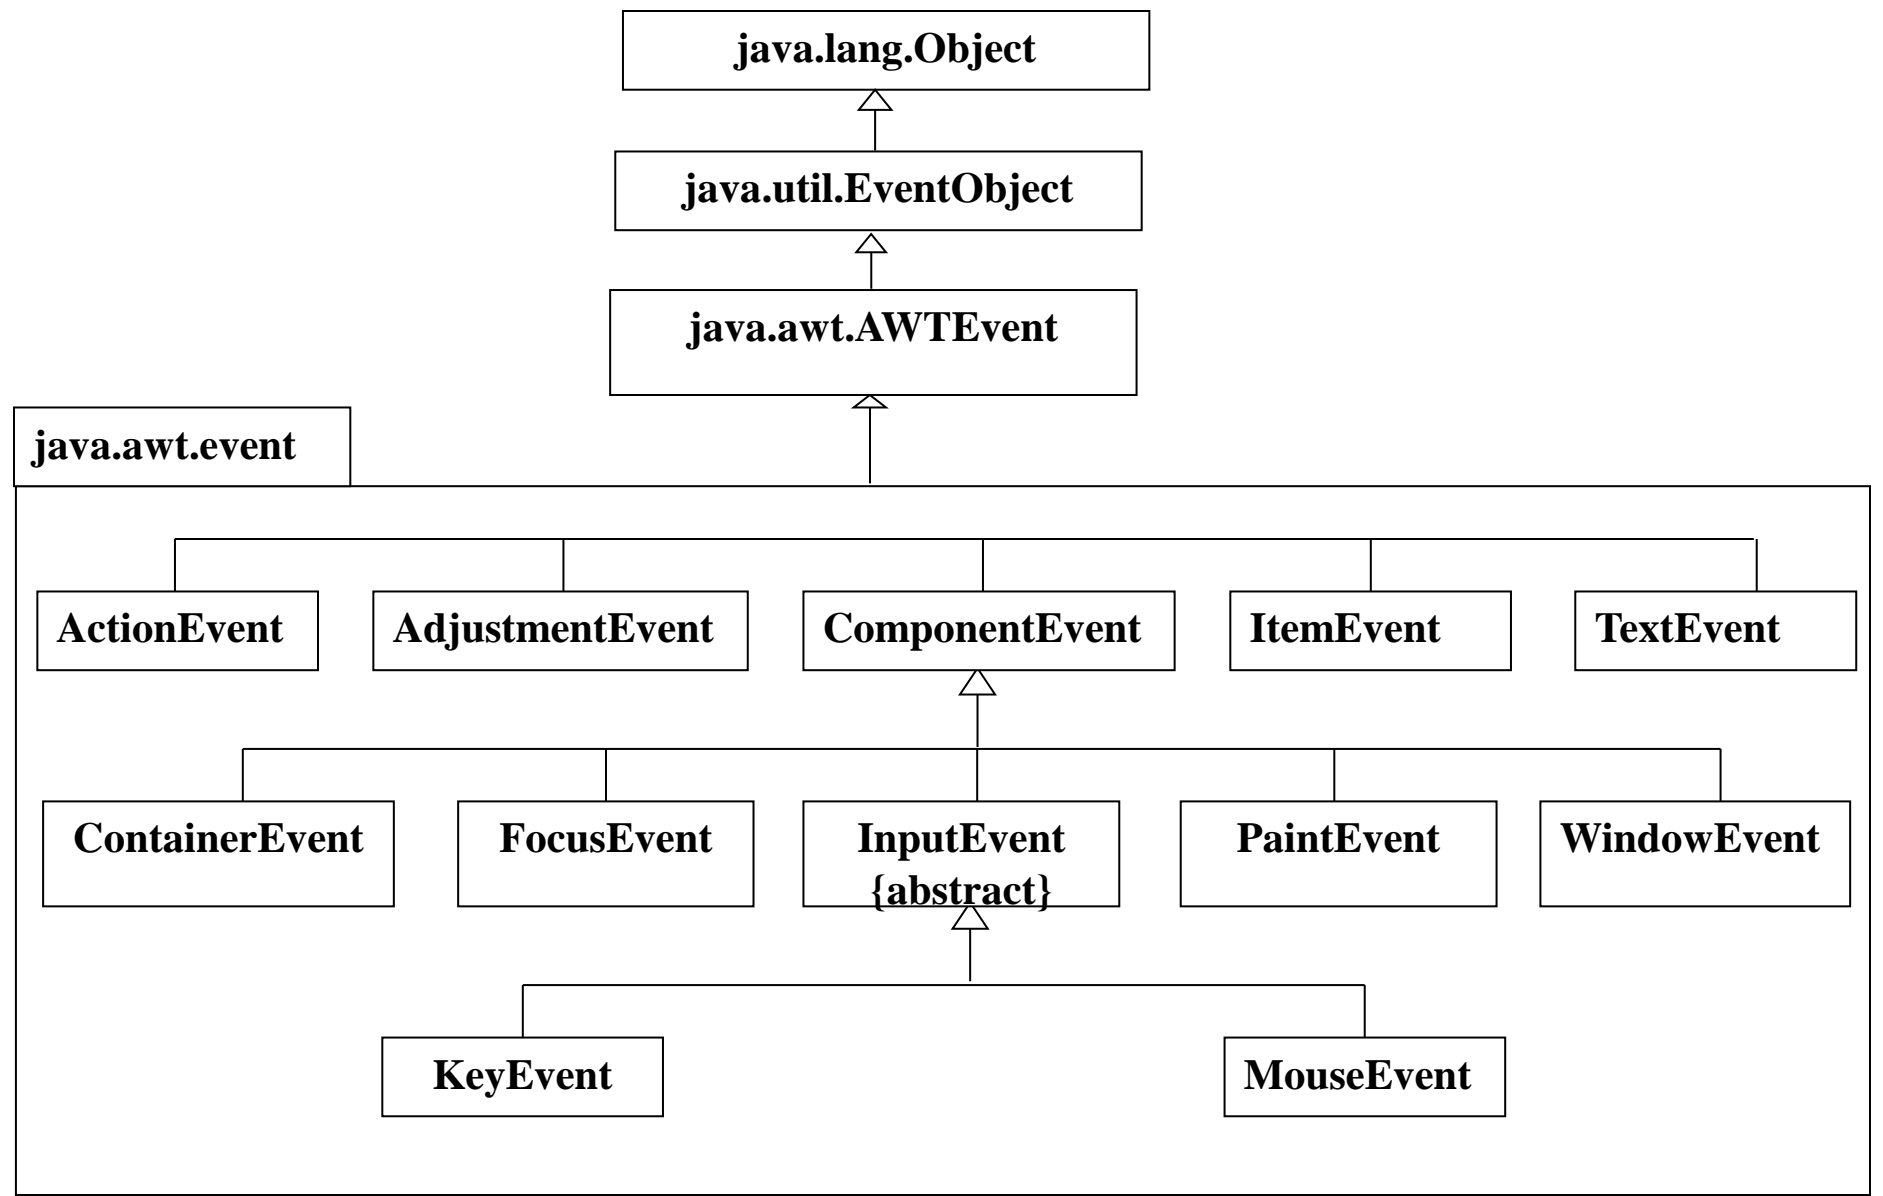 java.lang.Object
java.util.EventObject
java.awt.AWTEvent
java.awt.event
ActionEvent
AdjustmentEvent
ComponentEvent
ItemEvent
TextEvent
ContainerEvent
FocusEvent
InputEvent
{abstract}
PaintEvent
WindowEvent
KeyEvent
MouseEvent